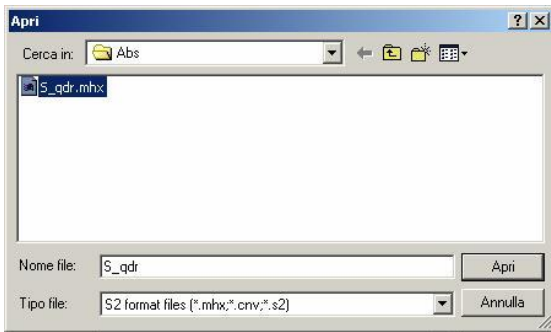 Apri
Cerca in: Abs
S_qdr.mhx
Nome file: S_qdr Apri
Tipo file: S2 format files (*.mhx;*.cnv;*.s2) Annulla